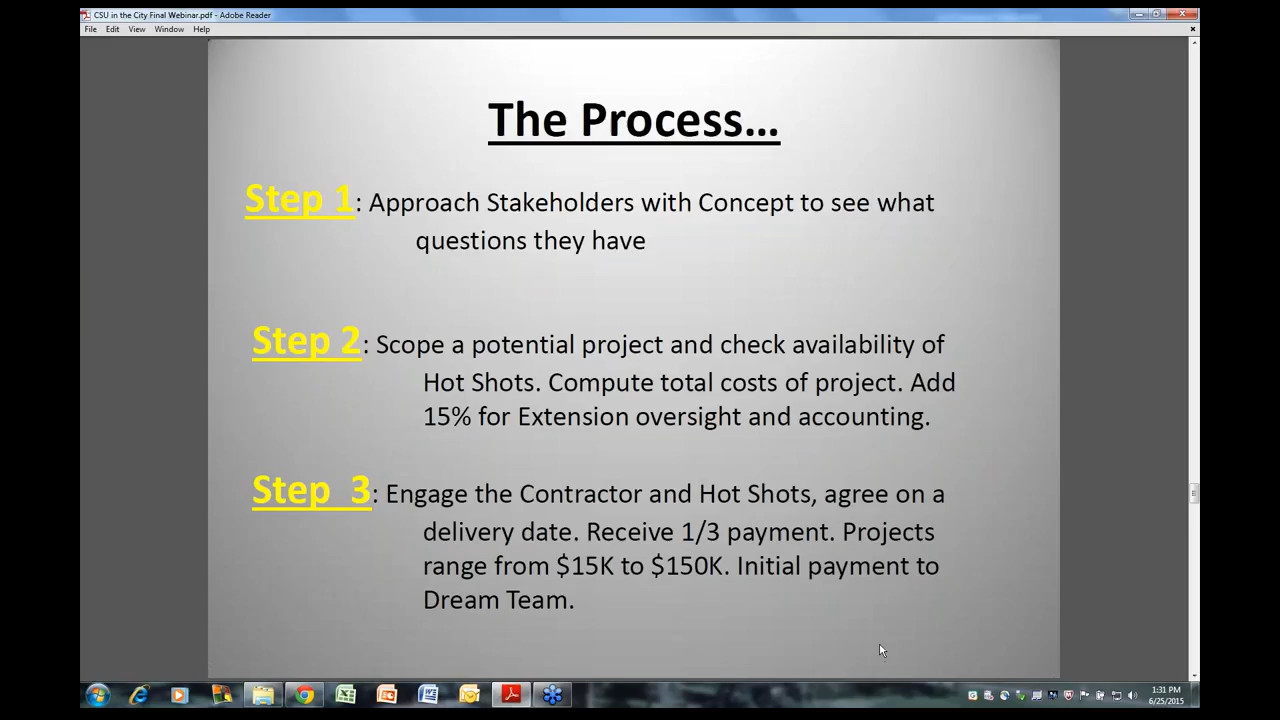 CSU in the City Final Webinar.pdf - Adobe Reader
File Edit View Window Help
The Process...
Step 1: Approach Stakeholders with Concept to see what
questions they have
Step 2: Scope a potential project and check availability of
Hot Shots. Compute total costs of project. Add
15% for Extension oversight and accounting.
Step 3: Engage the Contractor and Hot Shots, agree on a
delivery date. Receive 1/3 payment. Projects
range from $15K to $150K. Initial payment to
Dream Team.
1:31 PM
6/25/2015